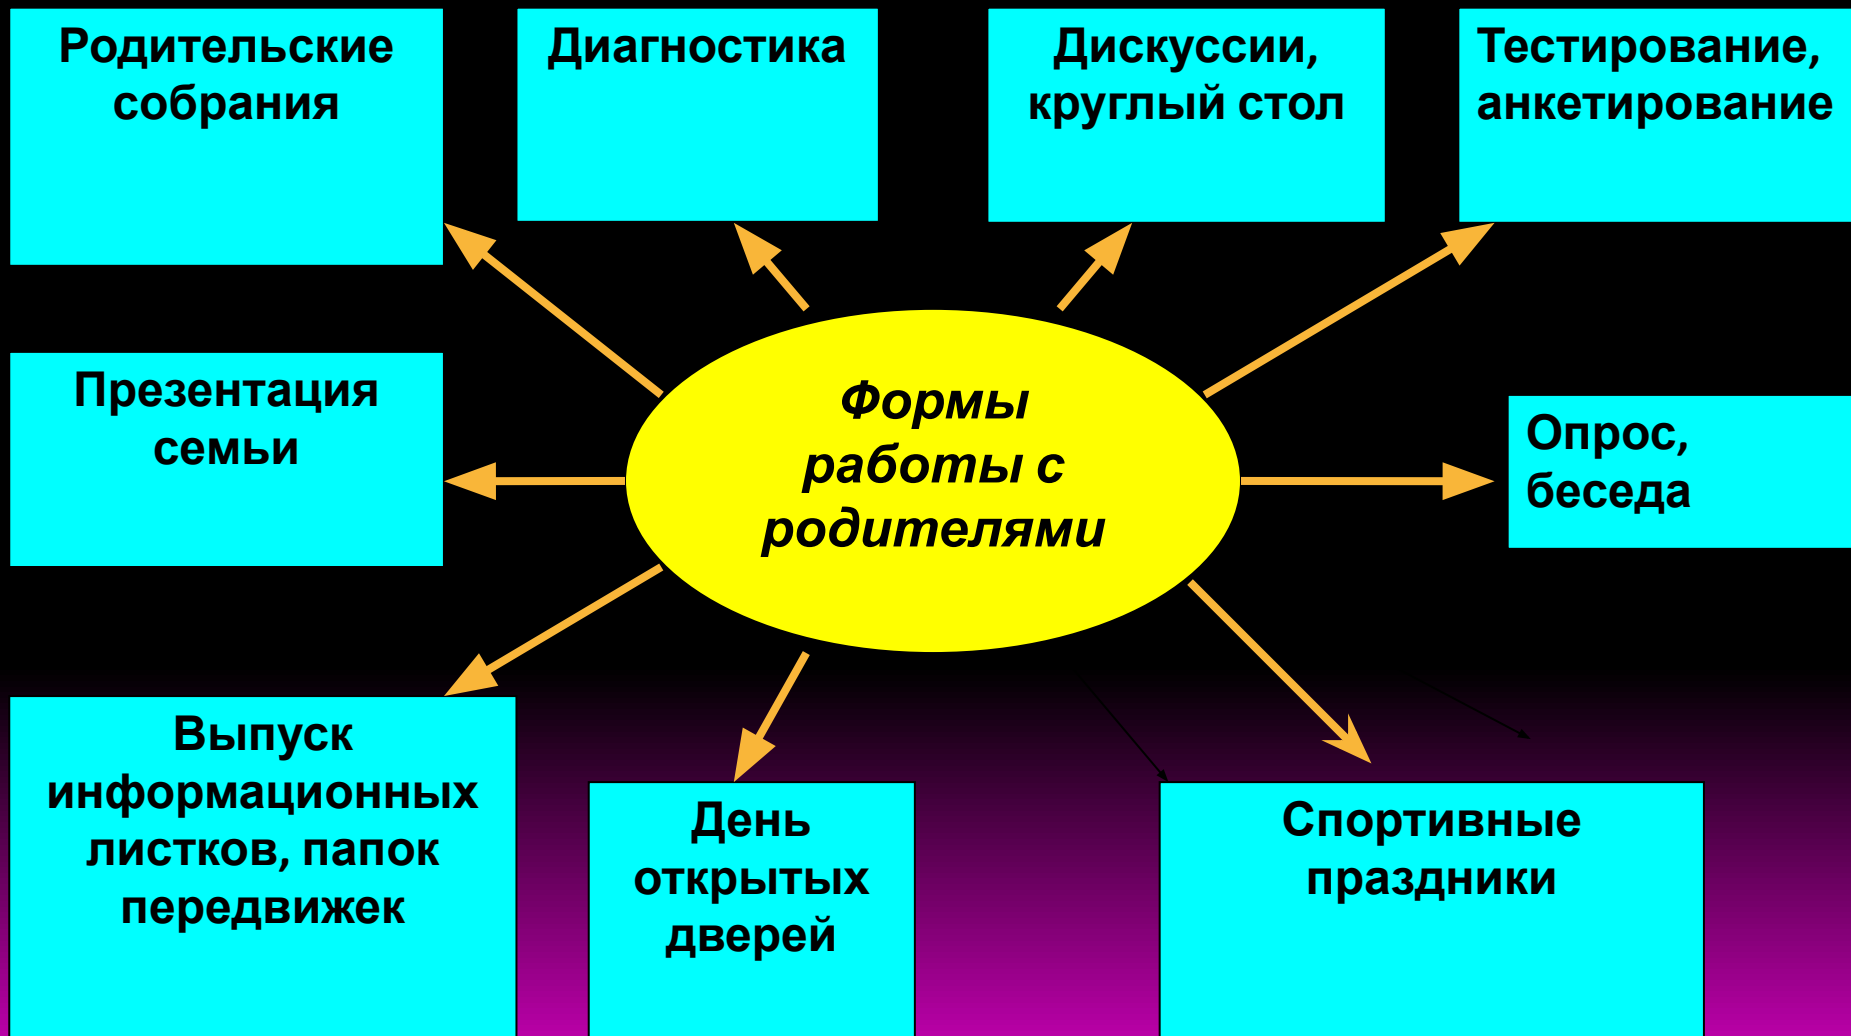 Родительские
собрания
Диагностика
Дискуссии,
круглый стол
Тестирование,
анкетирование
Презентация
семьи
Формы
работы с
родителями
Опрос,
беседа
Выпуск
информационных
листков, папок
передвижек
День
открытых
дверей
Спортивные
праздники